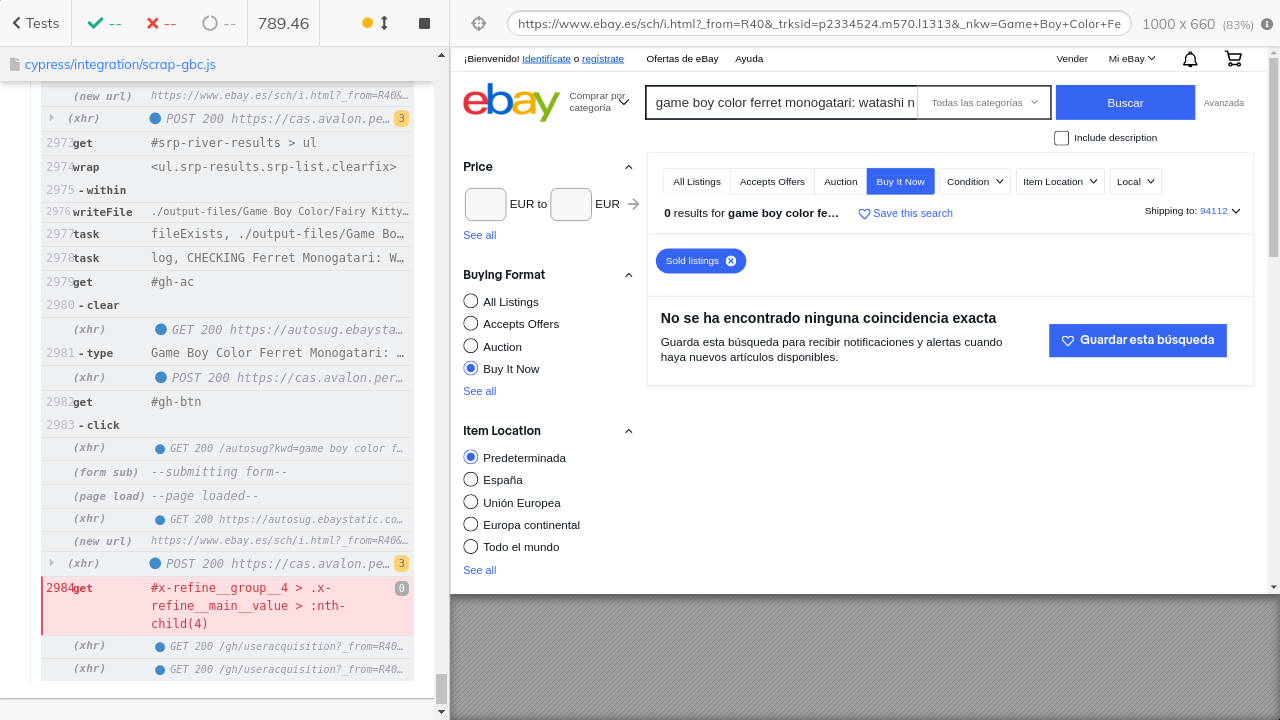 Tests
--
--
--
789.46
https://www.ebay.es/sch/i.html?_from=R40&_trksid=p2334524.m570.l1313&_nkw=Game+Boy+Color+Fe
1000 x 660 (83%)
cypress/integration/scrap-gbc.js
(new url) https://www.ebay.es/sch/i.html?_from=R40&…
(xhr) POST 200 https://cas.avalon.pe… 3
2973 get #srp-river-results > ul
2974 wrap <ul.srp-results.srp-list.clearfix>
2975 - within
2976 writeFile ./output-files/Game Boy Color/Fairy Kitty…
2977 task fileExists, ./output-files/Game Bo…
2978 task log, CHECKING Ferret Monogatari: W…
2979 get #gh-ac
2980 - clear
(xhr) GET 200 https://autosug.ebaysta…
2981 - type Game Boy Color Ferret Monogatari: …
(xhr) POST 200 https://cas.avalon.per…
2982 get #gh-btn
2983 - click
(xhr) GET 200 /autosug?kwd=game boy color f…
(form sub) --submitting form--
(page load) --page loaded--
(xhr) GET 200 https://autosug.ebaystatic.co…
(new url) https://www.ebay.es/sch/i.html?_from=R40&…
(xhr) POST 200 https://cas.avalon.pe… 3
2984 get #x-refine__group__4 > .x- 0
refine__main__value > :nth-
child(4)
(xhr) GET 200 /gh/useracquisition?_from=R40…
(xhr) GET 200 /gh/useracquisition?_from=R40…
¡Bienvenido! Identifícate o regístrate Ofertas de eBay Ayuda Vender Mi eBay
ebay
Comprar por
categoría
game boy color ferret monogatari: watashi n
Todas las categorías
Buscar
Avanzada
Include description
Price
EUR to EUR
See all
Buying Format
All Listings
Accepts Offers
Auction
Buy It Now
See all
Item Location
Predeterminada
España
Unión Europea
Europa continental
Todo el mundo
See all
All Listings Accepts Offers Auction Buy It Now Condition Item Location Local
0 results for game boy color fe… Save this search Shipping to: 94112
Sold listings
No se ha encontrado ninguna coincidencia exacta
Guarda esta búsqueda para recibir notificaciones y alertas cuando
haya nuevos artículos disponibles.
Guardar esta búsqueda